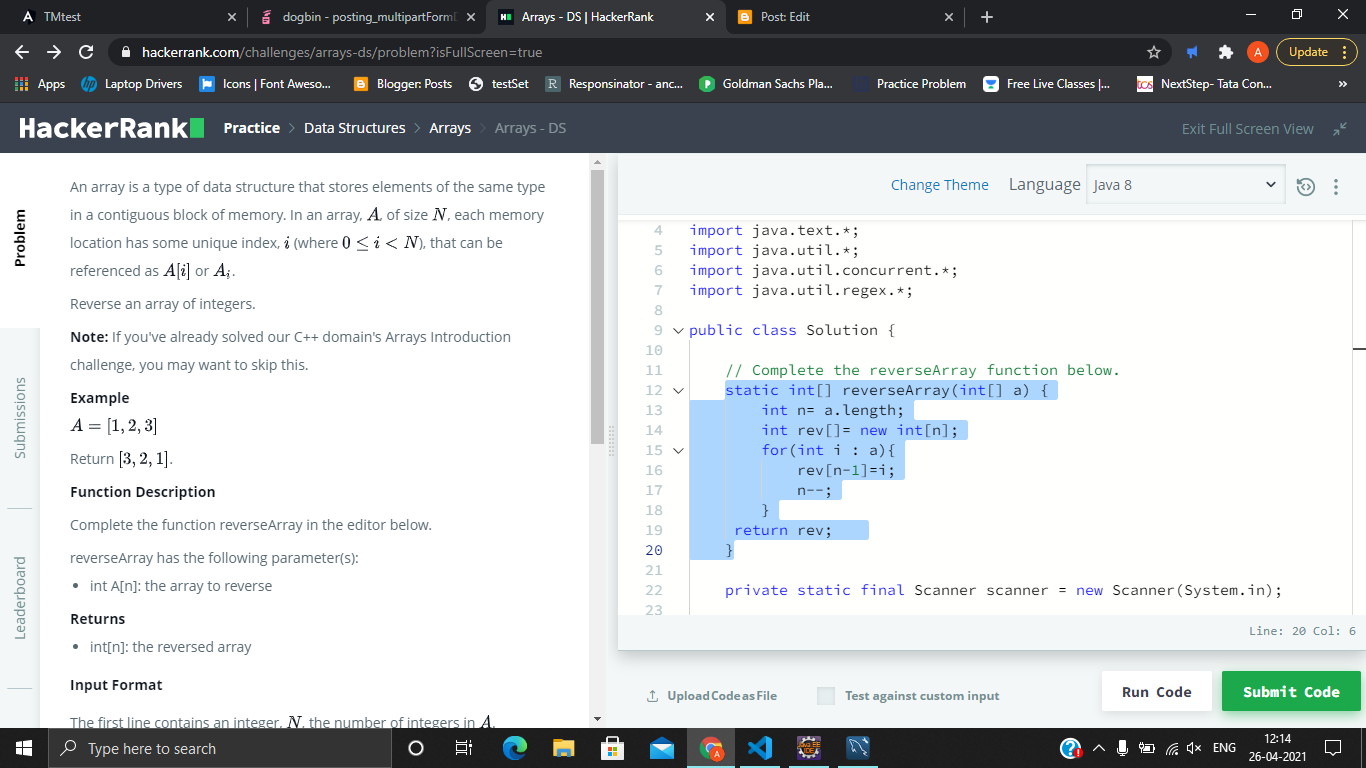 TMtest
dogbin - posting_multipartForm
Arrays - DS | HackerRank
Post: Edit
hackerrank.com/challenges/arrays-ds/problem?isFullScreen=true
A
Update
Apps
Laptop Drivers
Icons | Font Aweso...
Blogger: Posts
testSet
R
Responsinator - anc...
Goldman Sachs Pla...
Practice Problem
Free Live Classes |...
NextStep- Tata Con...
»
HackerRank
Practice > Data Structures > Arrays > Arrays - DS
Exit Full Screen View
Problem
Submissions
Leaderboard
An array is a type of data structure that stores elements of the same type
in a contiguous block of memory. In an array, A, of size N, each memory
location has some unique index, i (where 0 ≤ i < N), that can be
referenced as A[i] or Aᵢ.
Reverse an array of integers.
Note: If you've already solved our C++ domain's Arrays Introduction
challenge, you may want to skip this.
Example
A = [1, 2, 3]
Return [3, 2, 1].
Function Description
Complete the function reverseArray in the editor below.
reverseArray has the following parameter(s):
• int A[n]: the array to reverse
Returns
• int[n]: the reversed array
Input Format
The first line contains an integer, N, the number of integers in A.
Change Theme
Language
Java 8
4 import java.text.*;
5 import java.util.*;
6 import java.util.concurrent.*;
7 import java.util.regex.*;
8
9 public class Solution {
10
11 // Complete the reverseArray function below.
12 static int[] reverseArray(int[] a) {
13 int n= a.length;
14 int rev[]= new int[n];
15 for(int i : a){
16 rev[n-1]=i;
17 n--;
18 }
19 return rev;
20 }
21
22 private static final Scanner scanner = new Scanner(System.in);
23
Line: 20 Col: 6
Upload Code as File
Test against custom input
Run Code
Submit Code
Type here to search
ENG
12:14
26-04-2021